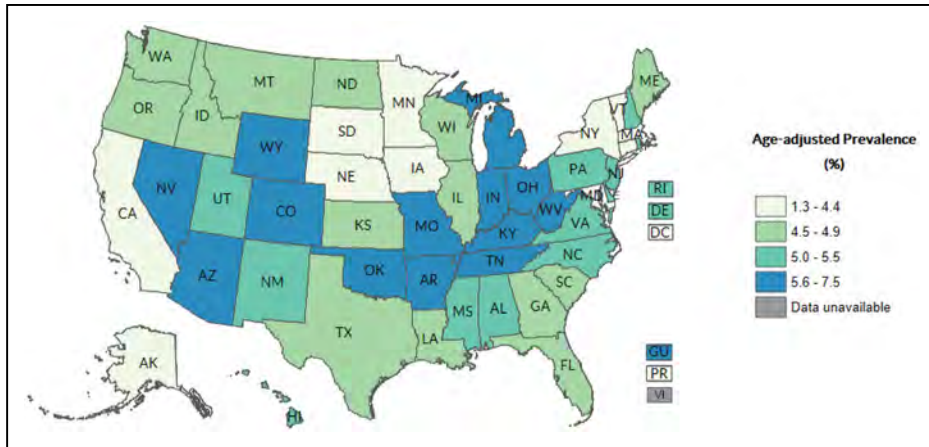 WA
MT
ND
MN
ME
VT
OR
ID
SD
WI
NY
MA
WY
MI
Age-adjusted Prevalence
(%)
IA
PA
NJ
NE
NV
UT
IN
OH
RI
1.3 - 4.4
CA
CO
IL
WV
MD
DE
KS
MO
KY
VA
DC
4.5 - 4.9
5.0 - 5.5
AZ
NM
OK
AR
TN
NC
5.6 - 7.5
SC
Data unavailable
MS
AL
GA
TX
LA
GU
AK
FL
PR
VI
HI